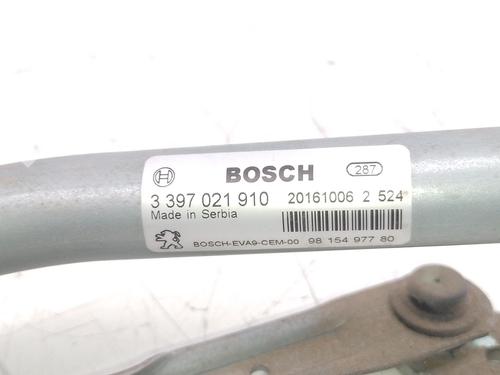 BOSCH 287
3 397 021 910 20161006 2 524
Made in Serbia
BOSCH-EVA9-CEM-00 98 154 977 80